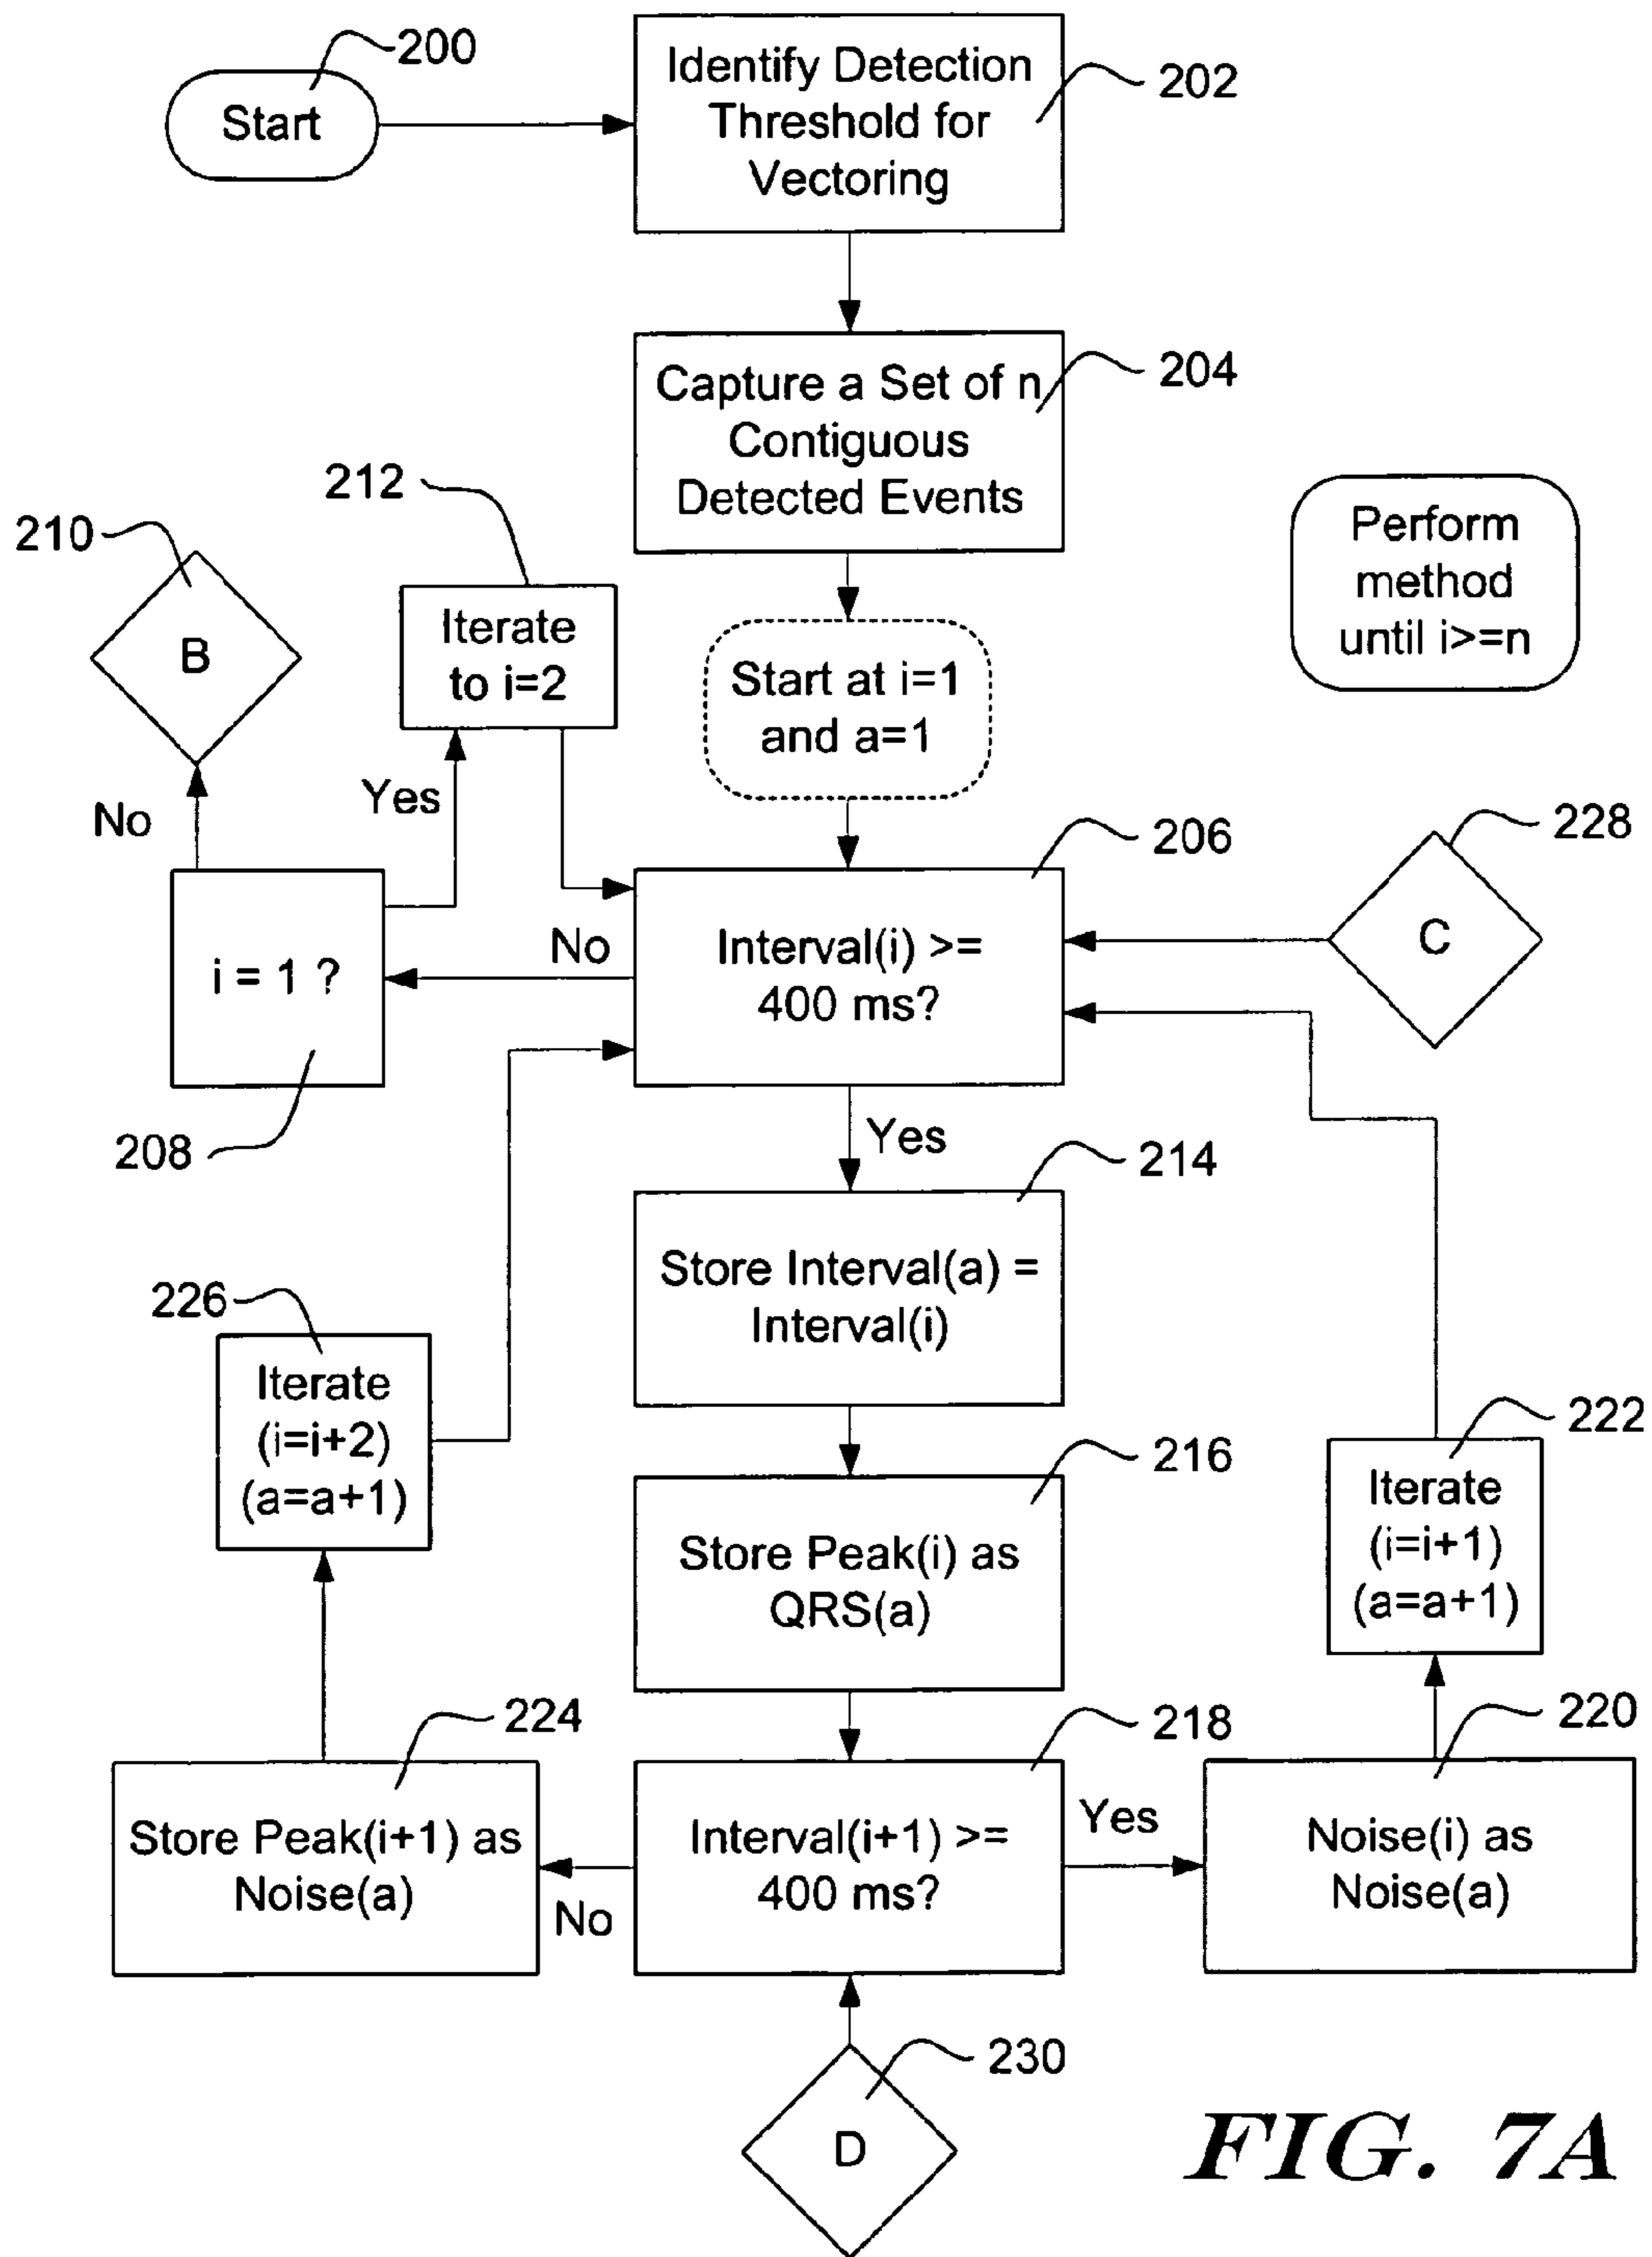 200
Start
Identify Detection
Threshold for
Vectoring
202
Capture a Set of n
Contiguous
Detected Events
204
212
210
B
Iterate
to i=2
Start at i=1
and a=1
Perform
method
until i>=n
No
Yes
206
228
i = 1 ?
No
Interval(i) >=
400 ms?
C
208
Yes
214
Store Interval(a) =
Interval(i)
226
Iterate
(i=i+2)
(a=a+1)
216
Store Peak(i) as
QRS(a)
222
Iterate
(i=i+1)
(a=a+1)
224
Store Peak(i+1) as
Noise(a)
No
218
Interval(i+1) >=
400 ms?
Yes
220
Noise(i) as
Noise(a)
230
D
FIG. 7A